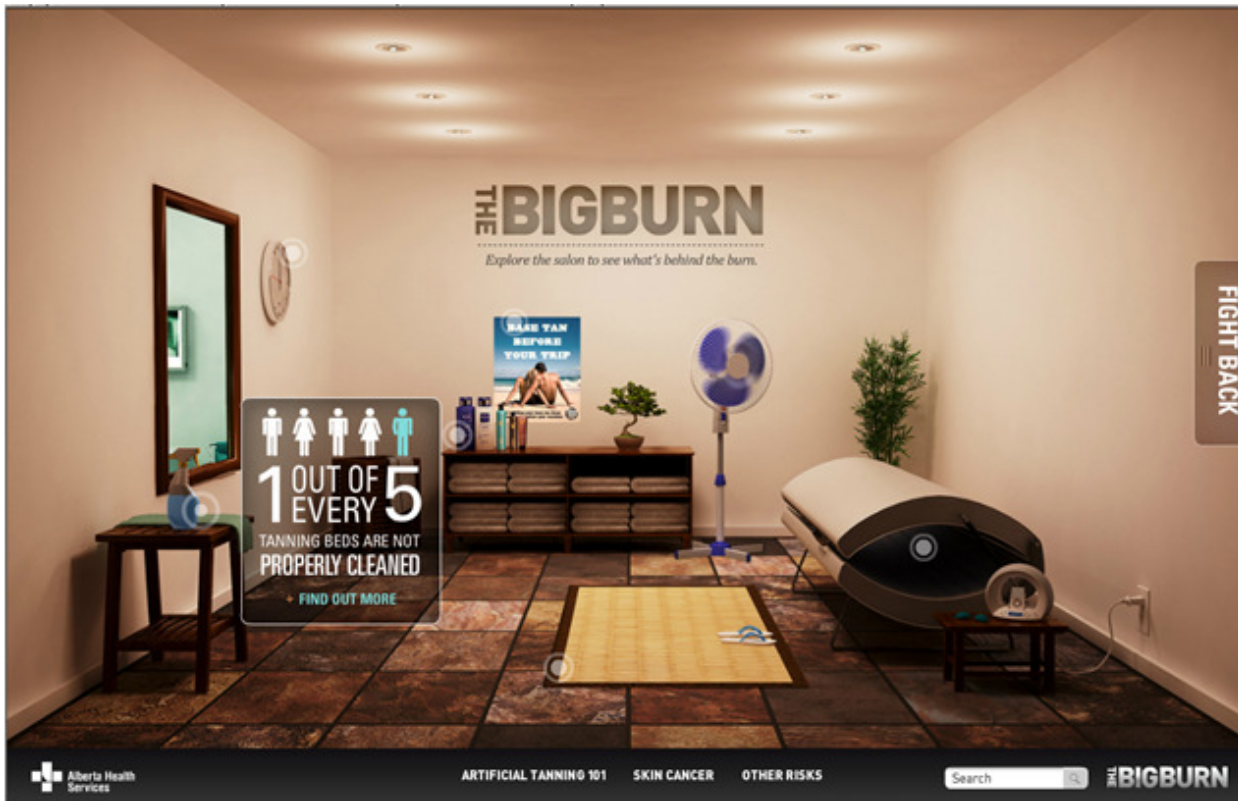 THE BIGBURN
Explore the salon to see what's behind the burn.
FIGHT BACK
BASE TAN
BEFORE
YOUR TRIP
1 OUT OF EVERY 5
TANNING BEDS ARE NOT
PROPERLY CLEANED
+ FIND OUT MORE
Alberta Health
Services
ARTIFICIAL TANNING 101 SKIN CANCER OTHER RISKS
Search
THE BIGBURN